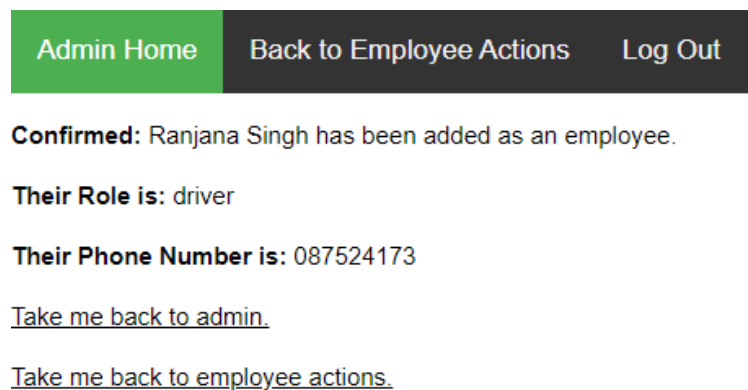 Admin Home Back to Employee Actions Log Out
Confirmed: Ranjana Singh has been added as an employee.
Their Role is: driver
Their Phone Number is: 087524173
Take me back to admin.
Take me back to employee actions.